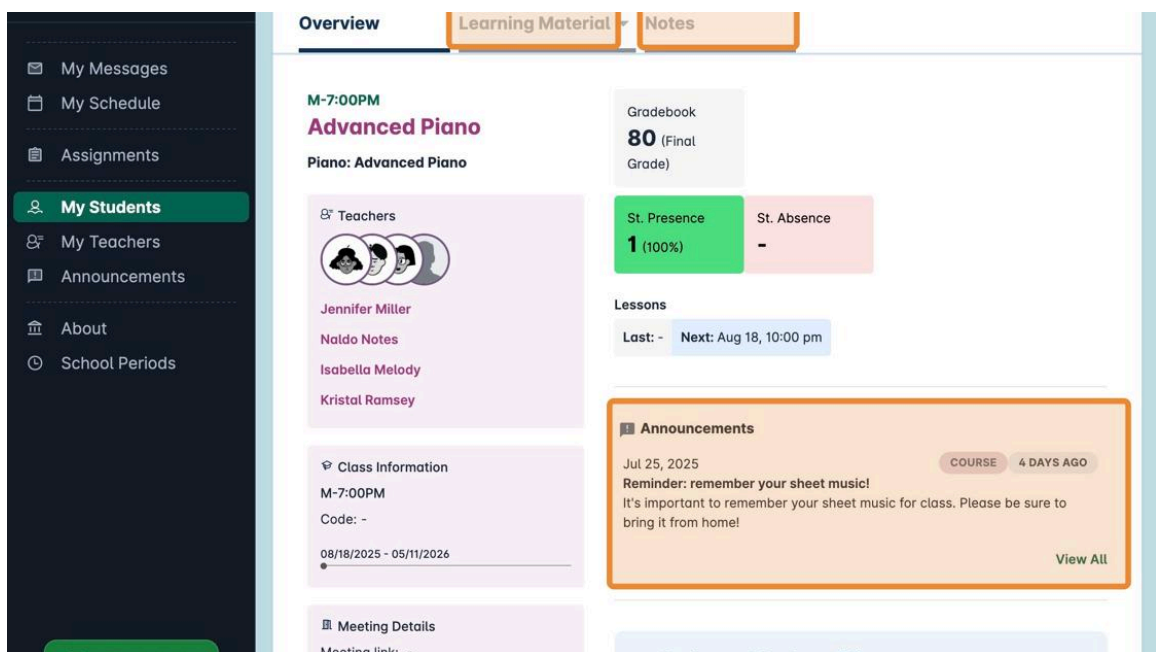 Overview
Learning Material
Notes
My Messages
My Schedule
Assignments
My Students
My Teachers
Announcements
About
School Periods
M-7:00PM
Advanced Piano
Piano: Advanced Piano
Teachers
Jennifer Miller
Naldo Notes
Isabella Melody
Kristal Ramsey
Class Information
M-7:00PM
Code: -
08/18/2025 - 05/11/2026
Meeting Details
Meeting link: -
Gradebook
80 (Final
Grade)
St. Presence
1 (100%)
St. Absence
-
Lessons
Last: - Next: Aug 18, 10:00 pm
Announcements
Jul 25, 2025 COURSE 4 DAYS AGO
Reminder: remember your sheet music!
It's important to remember your sheet music for class. Please be sure to
bring it from home!
View All